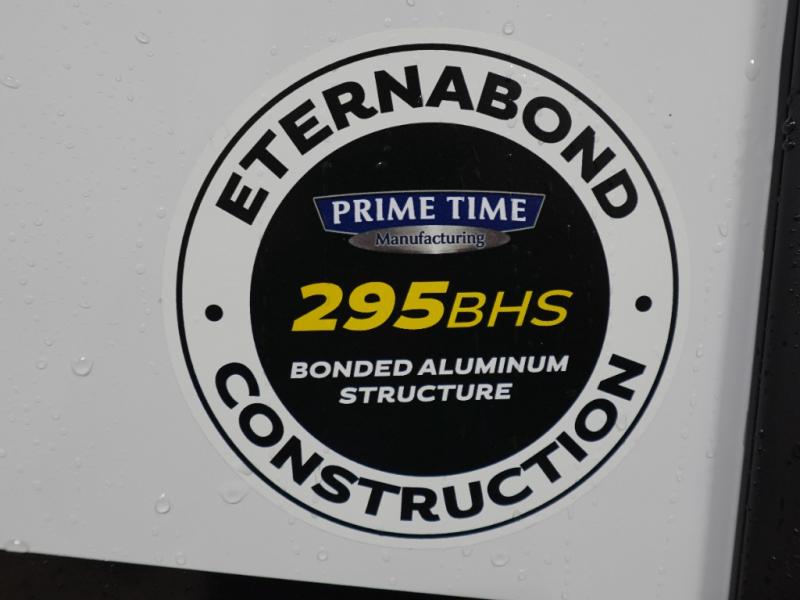 ETERNABOND
PRIME TIME
Manufacturing
295BHS
BONDED ALUMINUM
STRUCTURE
CONSTRUCTION